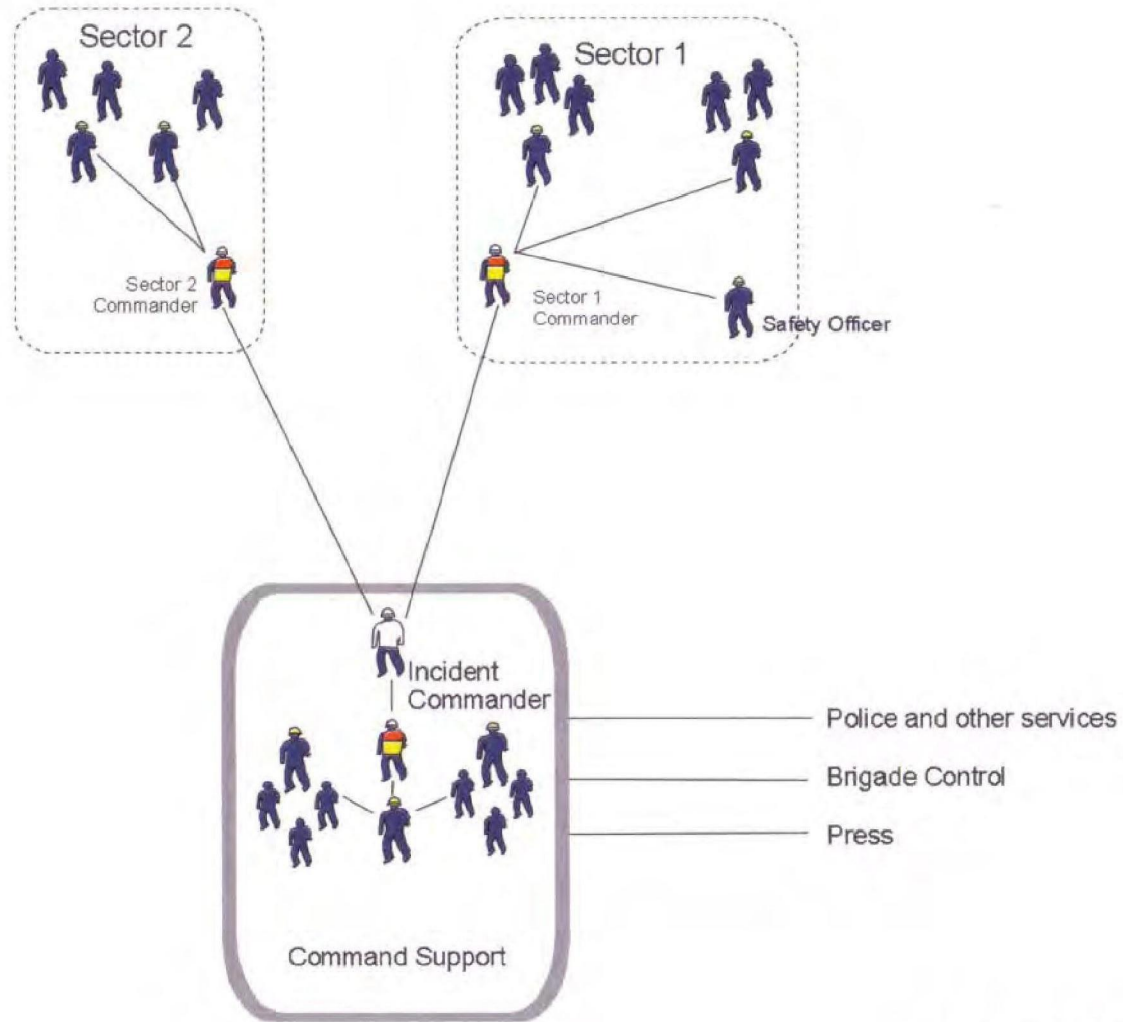 Sector 2
Sector 1
Sector 2
Commander
Sector 1
Commander
Safety Officer
Incident
Commander
Police and other services
Brigade Control
Press
Command Support